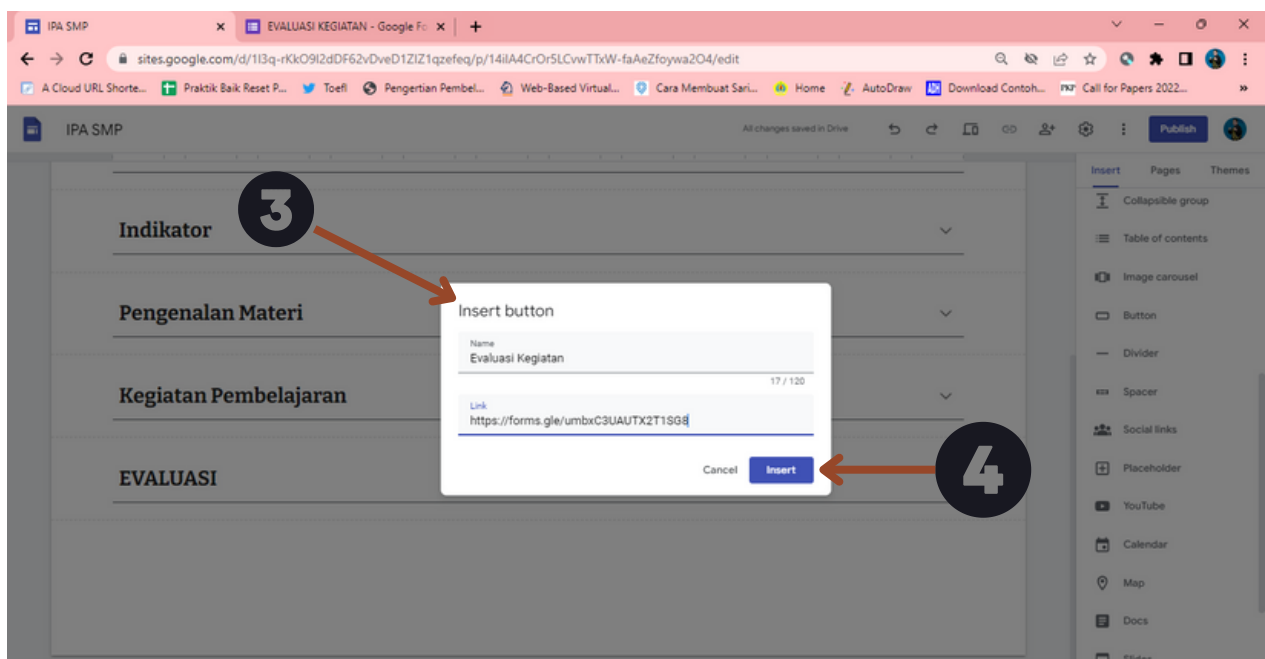 IPA SMP
EVALUASI KEGIATAN - Google Fo
sites.google.com/d/1I3q-rKkO9I2dDF62vDveD1ZIZ1qzefeq/p/14iIA4CrOr5LCvwTTxW-faAeZfoywa2O4/edit
A Cloud URL Shorte...
Praktik Baik Reset P...
Toefl
Pengertian Pembel...
Web-Based Virtual...
Cara Membuat Sari...
Home
AutoDraw
Download Contoh...
Call for Papers 2022...
IPA SMP
All changes saved in Drive
Publish
Insert
Pages
Themes
Collapsible group
Table of contents
Image carousel
Button
Divider
Spacer
Social links
Placeholder
YouTube
Calendar
Map
Docs
3
Indikator
Pengenalan Materi
Kegiatan Pembelajaran
EVALUASI
Insert button
Name
Evaluasi Kegiatan
17 / 120
Link
https://forms.gle/umbxC3UAUTX2T1SG8
Cancel
Insert
4